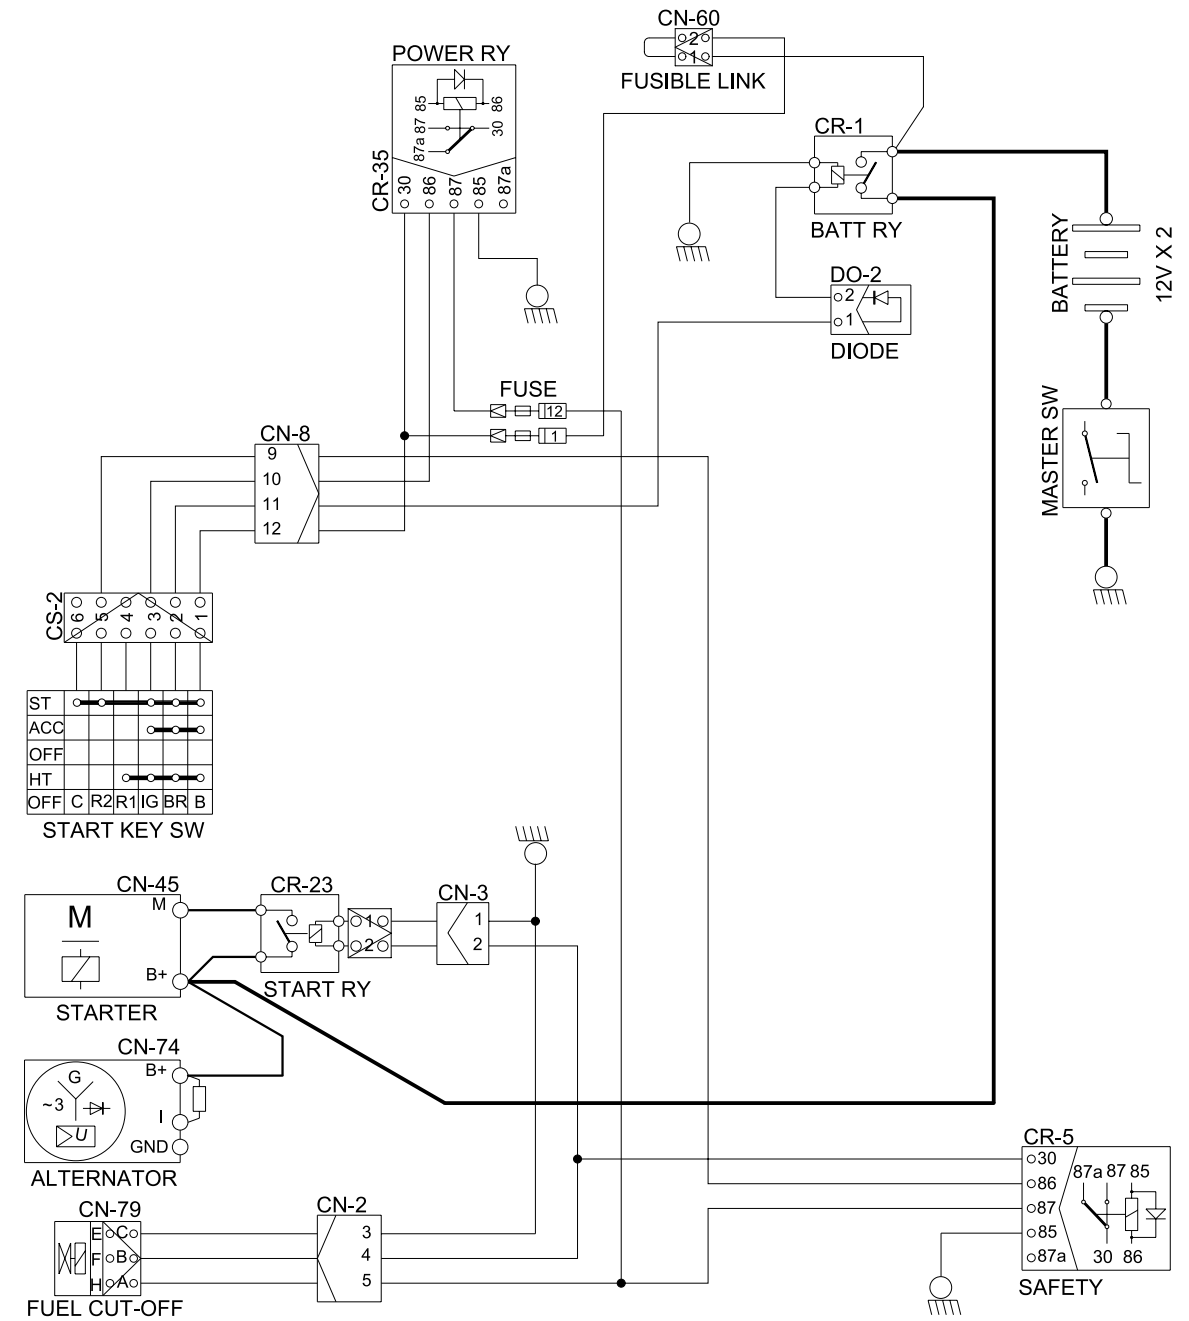 CN-60
2
1
FUSIBLE LINK
POWER RY
85
86
87
30
87a
CR-35
30
86
87
85
87a
CR-1
BATT RY
BATTERY
12V X 2
DO-2
2
1
DIODE
MASTER SW
FUSE
12
1
CN-8
9
10
11
12
CS-2
6
5
4
3
2
1
ST
ACC
OFF
HT
OFF C R2 R1 IG BR B
START KEY SW
CN-45
M
M
B+
STARTER
CR-23
1
2
START RY
CN-3
1
2
CN-74
B+
G
~3
U
I
GND
ALTERNATOR
CN-79
E C
F B
H A
FUEL CUT-OFF
CN-2
3
4
5
CR-5
30
86
87
85
87a
87a 87 85
30 86
SAFETY